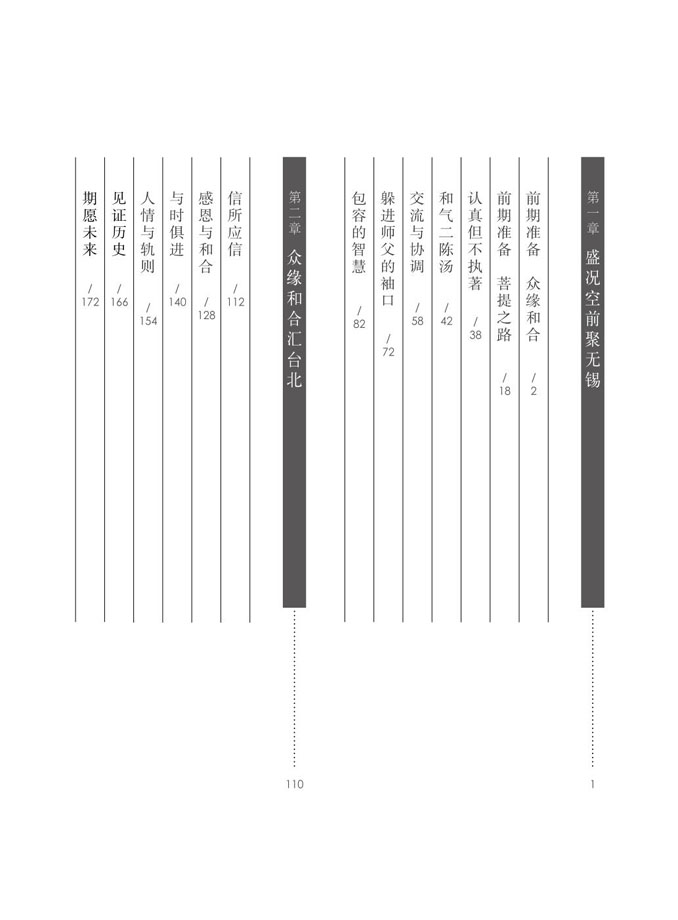 第一章 盛况空前聚无锡
1
前期准备 众缘和合 / 2
前期准备 菩提之路 / 18
认真但不执著 / 38
和气二陈汤 / 42
交流与协调 / 58
躲进师父的袖口 / 72
包容的智慧 / 82
第二章 众缘和合汇台北
110
信所应信 / 112
感恩与和合 / 128
与时俱进 / 140
人情与轨则 / 154
见证历史 / 166
期愿未来 / 172